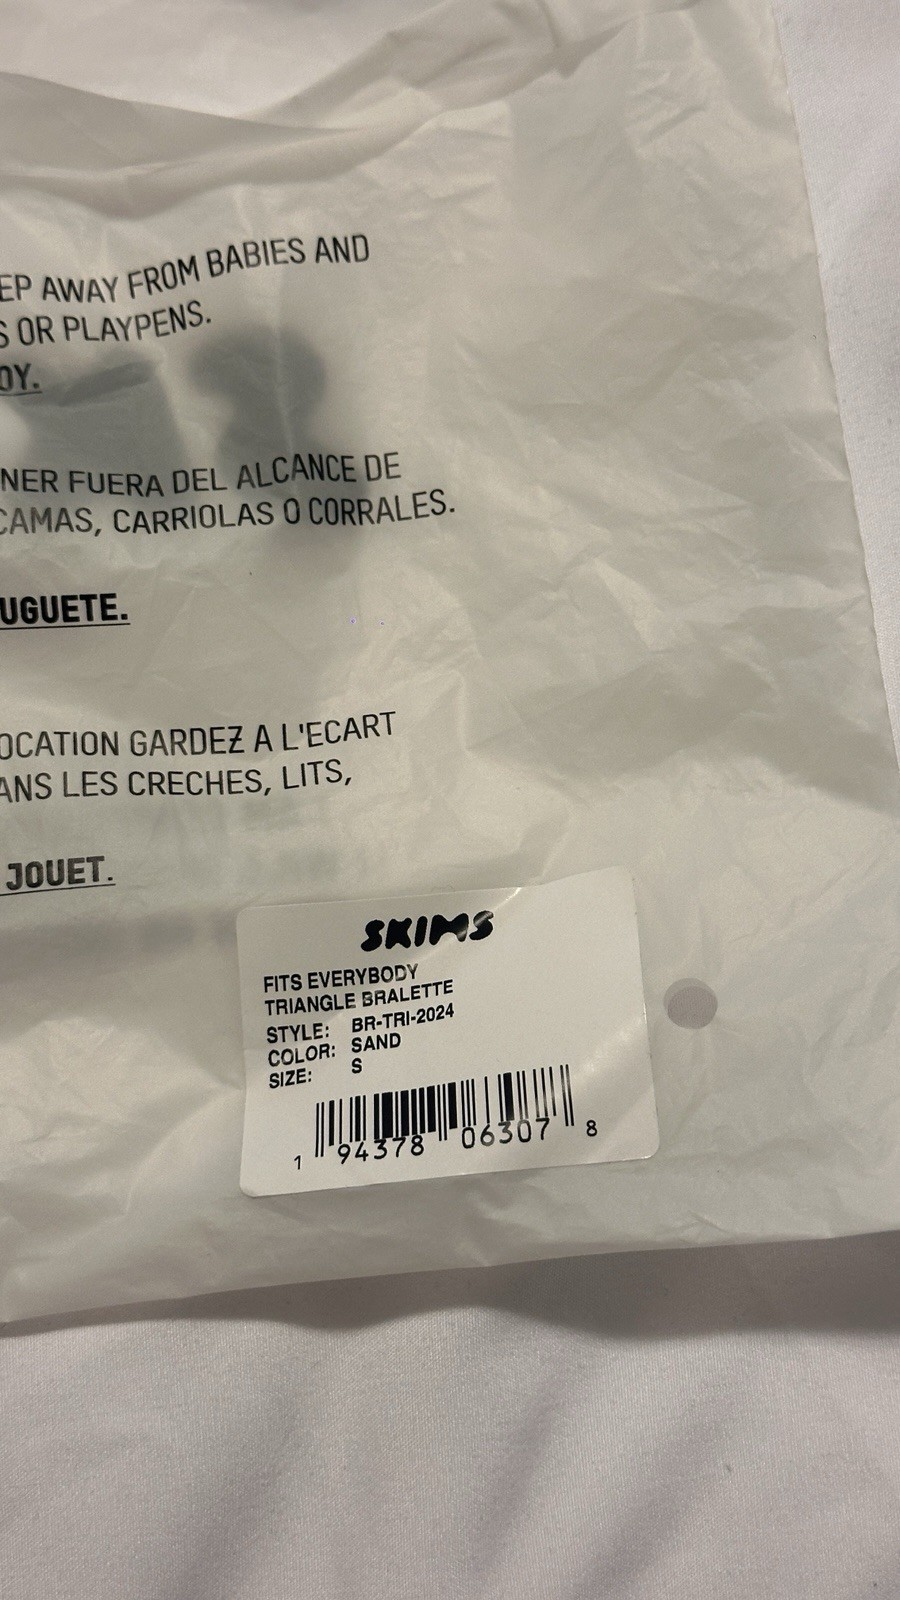 EP AWAY FROM BABIES AND
S OR PLAYPENS.
OY.
NER FUERA DEL ALCANCE DE
CAMAS, CARRIOLAS O CORRALES.
UGUETE.
OCATION GARDEZ A L'ECART
ANS LES CRECHES, LITS,
JOUET.
SKIMS
FITS EVERYBODY
TRIANGLE BRALETTE
STYLE: BR-TRI-2024
COLOR: SAND
SIZE: S
1 94378 06307 8